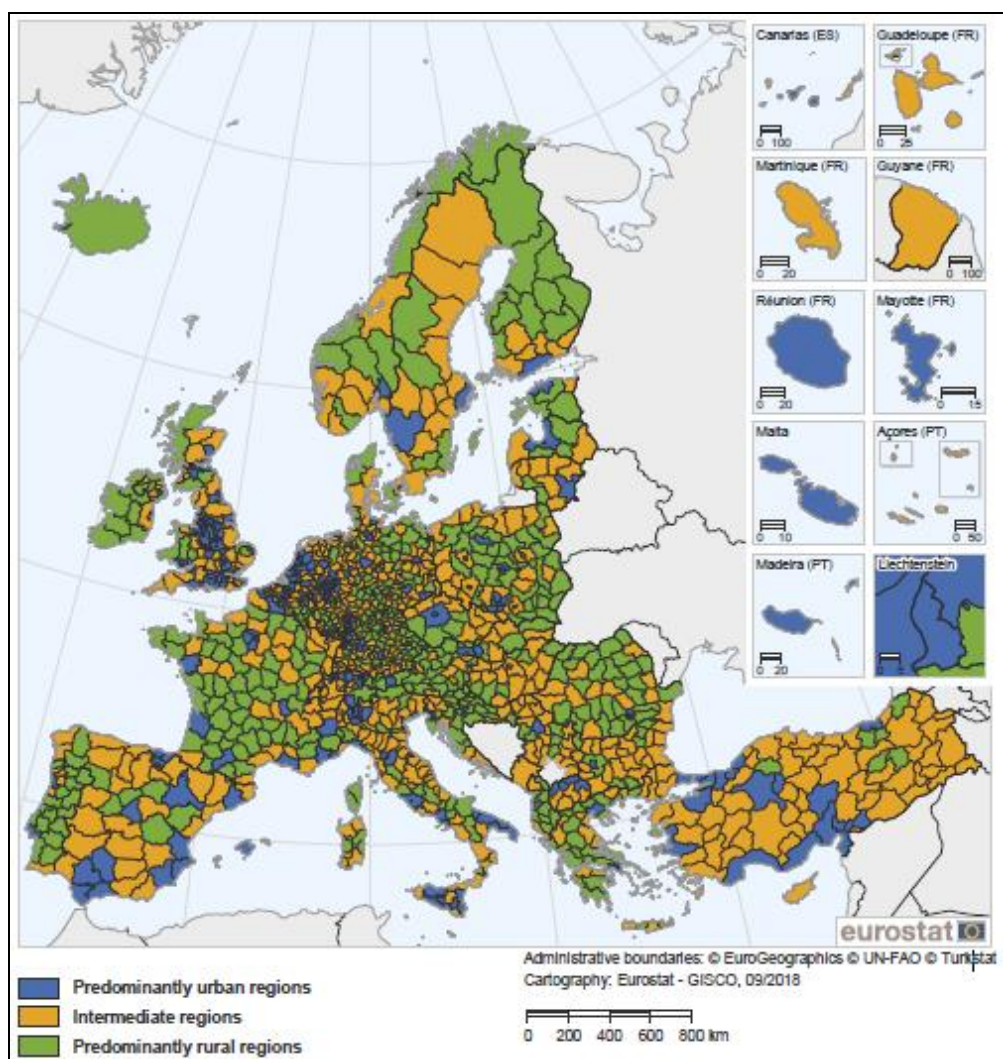 Canarias (ES)
0 100
Guadeloupe (FR)
0 25
Martinique (FR)
0 20
Guyane (FR)
0 100
Réunion (FR)
0 20
Mayotte (FR)
0 15
Malta
0 10
Açores (PT)
0 50
Madeira (PT)
0 20
Liechtenstein
eurostat
Administrative boundaries: © EuroGeographics © UN-FAO © Turkstat
Cartography: Eurostat - GISCO, 09/2018
Predominantly urban regions
Intermediate regions
Predominantly rural regions
0 200 400 600 800 km